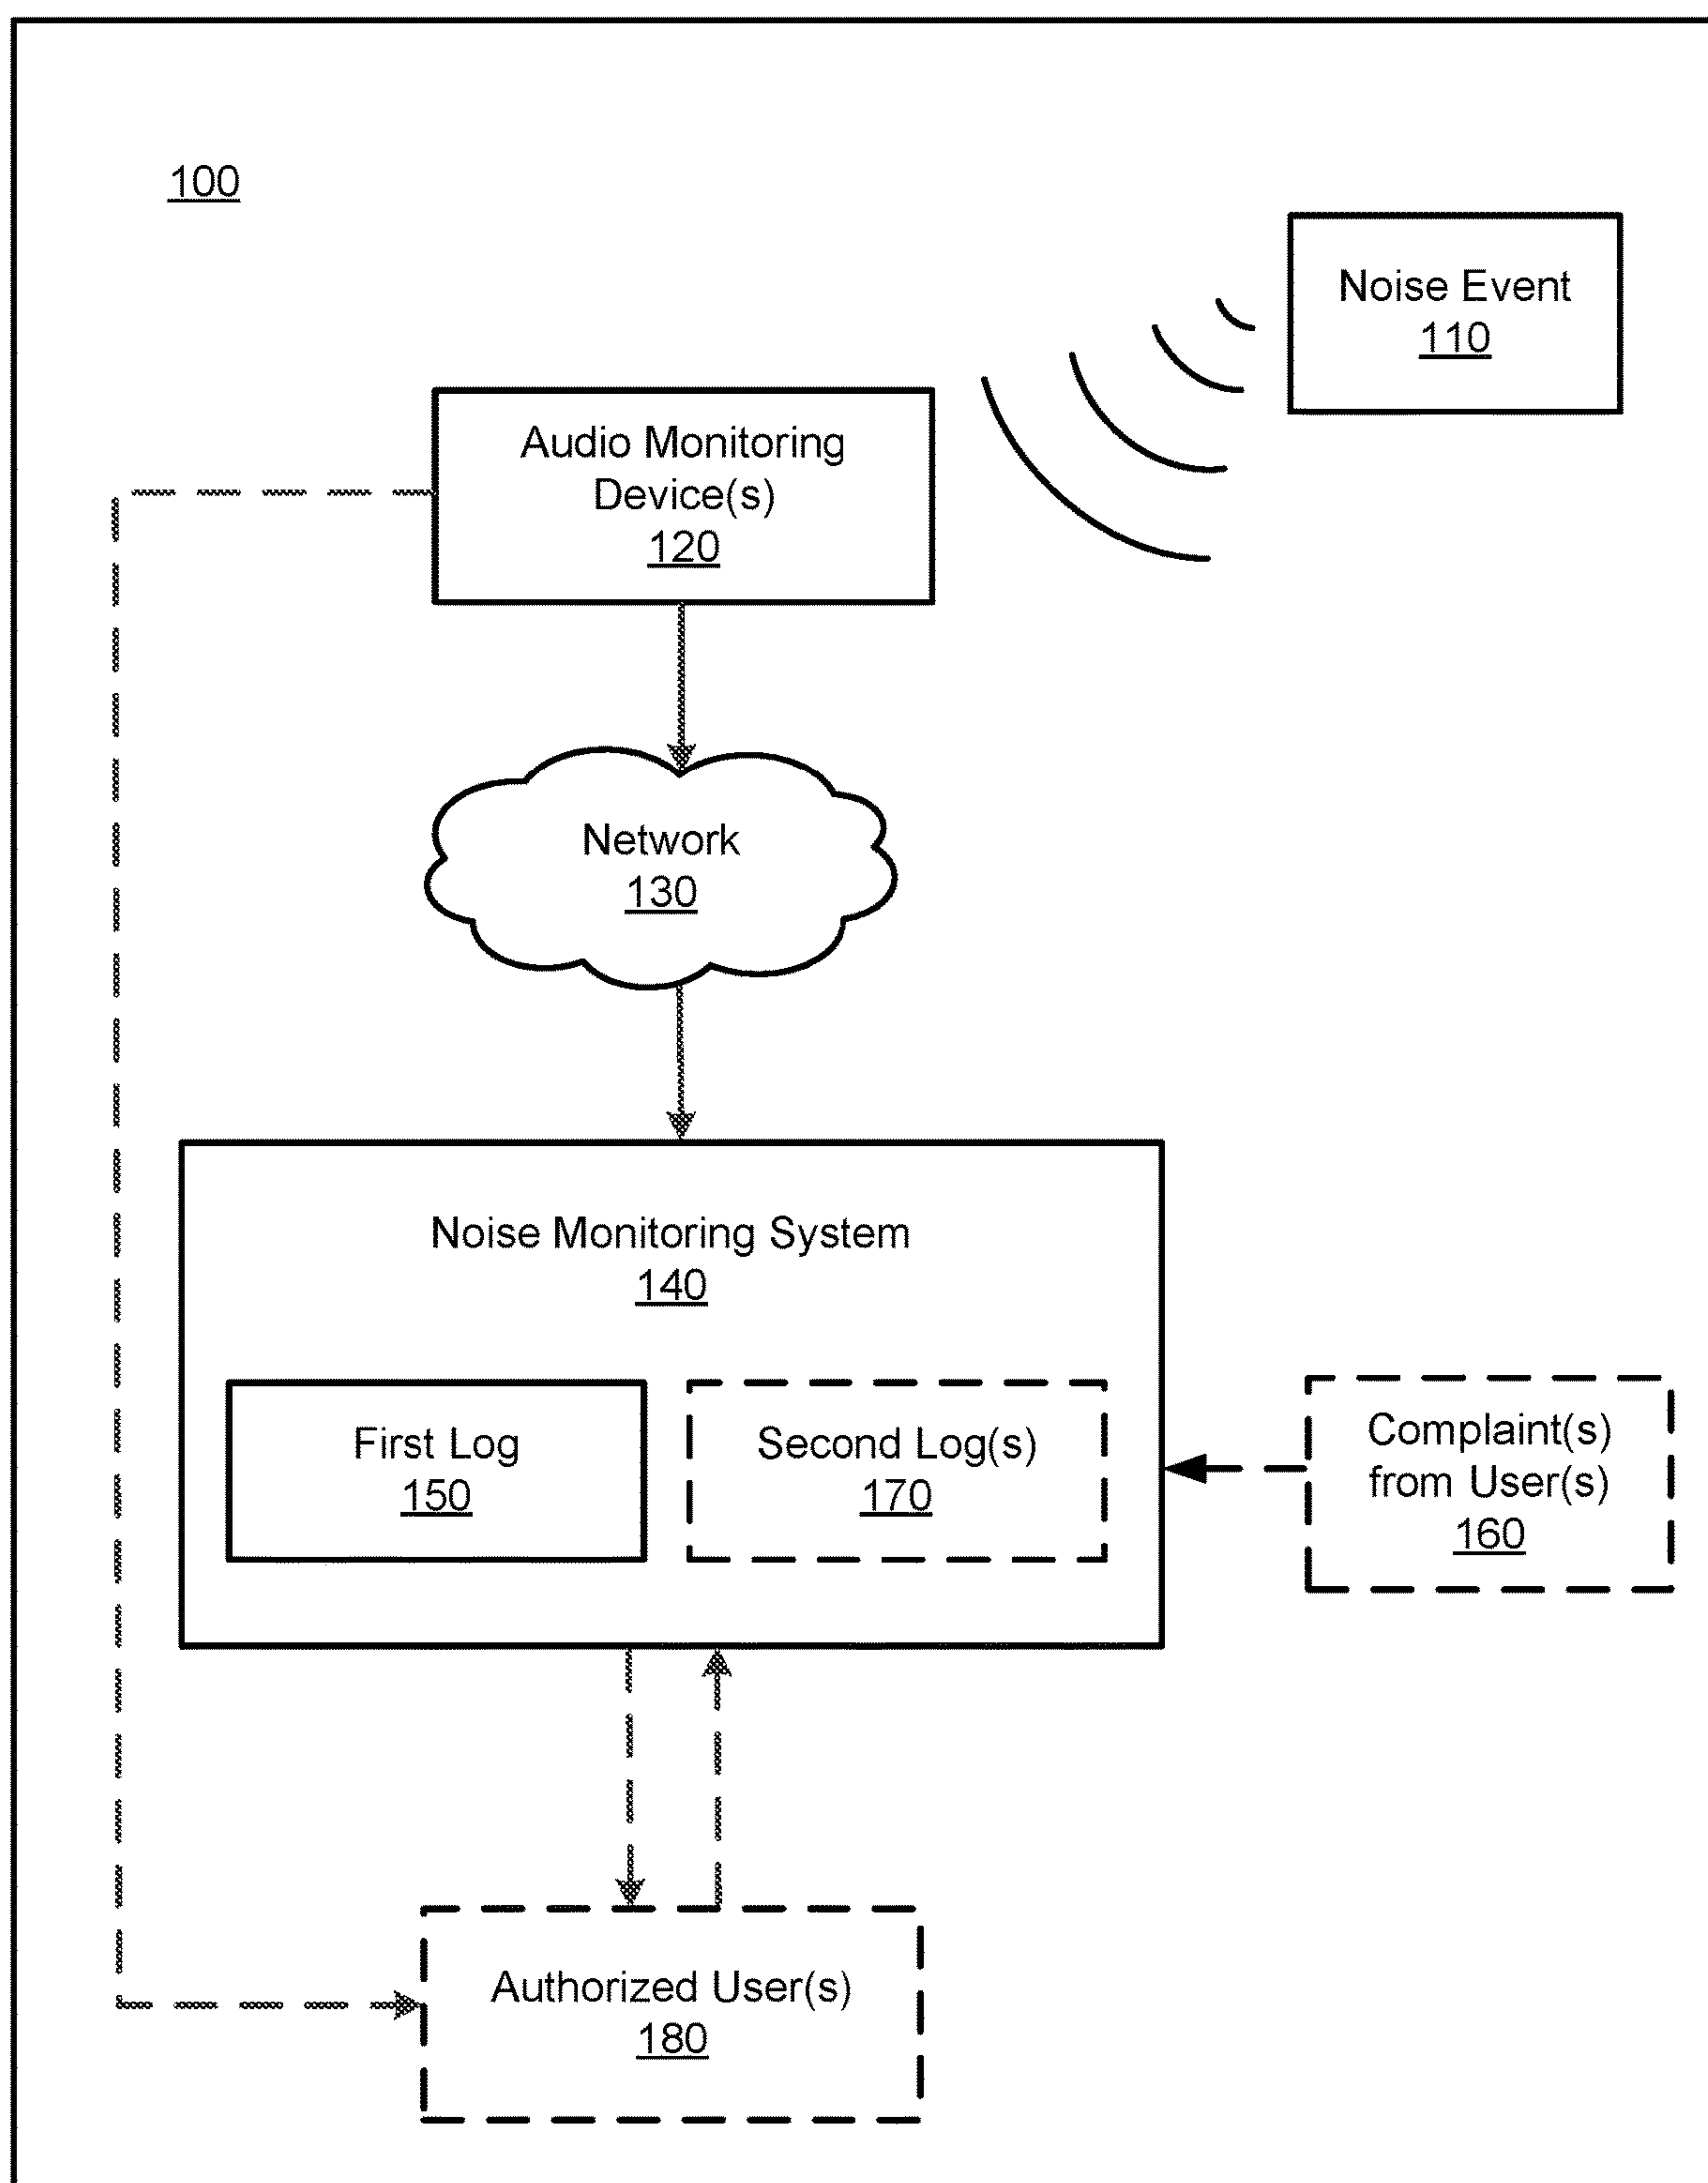 100
Noise Event
110
Audio Monitoring
Device(s)
120
Network
130
Noise Monitoring System
140
First Log
150
Second Log(s)
170
Complaint(s)
from User(s)
160
Authorized User(s)
180